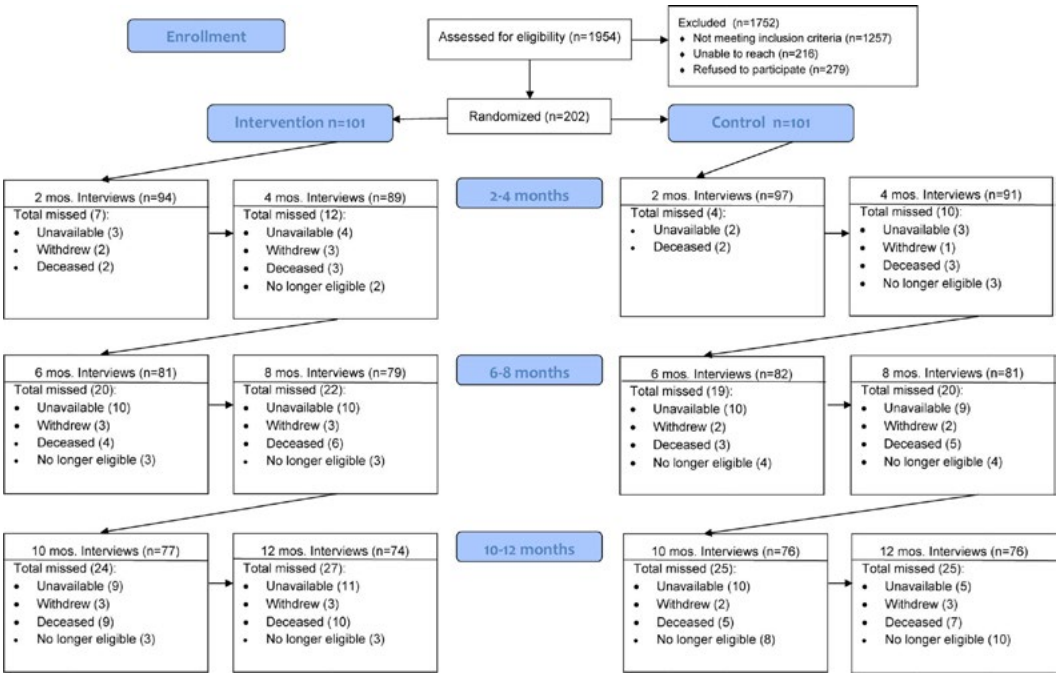 Enrollment
Assessed for eligibility (n=1954)
Excluded (n=1752)
♦ Not meeting inclusion criteria (n=1257)
♦ Unable to reach (n=216)
♦ Refused to participate (n=279)
Randomized (n=202)
Intervention n=101
Control n=101
2-4 months
2 mos. Interviews (n=94)
Total missed (7):
• Unavailable (3)
• Withdrew (2)
• Deceased (2)
4 mos. Interviews (n=89)
Total missed (12):
• Unavailable (4)
• Withdrew (3)
• Deceased (3)
• No longer eligible (2)
2 mos. Interviews (n=97)
Total missed (4):
• Unavailable (2)
• Deceased (2)
4 mos. Interviews (n=91)
Total missed (10):
• Unavailable (3)
• Withdrew (1)
• Deceased (3)
• No longer eligible (3)
6-8 months
6 mos. Interviews (n=81)
Total missed (20):
• Unavailable (10)
• Withdrew (3)
• Deceased (4)
• No longer eligible (3)
8 mos. Interviews (n=79)
Total missed (22):
• Unavailable (10)
• Withdrew (3)
• Deceased (6)
• No longer eligible (3)
6 mos. Interviews (n=82)
Total missed (19):
• Unavailable (10)
• Withdrew (2)
• Deceased (3)
• No longer eligible (4)
8 mos. Interviews (n=81)
Total missed (20):
• Unavailable (9)
• Withdrew (2)
• Deceased (5)
• No longer eligible (4)
10-12 months
10 mos. Interviews (n=77)
Total missed (24):
• Unavailable (9)
• Withdrew (3)
• Deceased (9)
• No longer eligible (3)
12 mos. Interviews (n=74)
Total missed (27):
• Unavailable (11)
• Withdrew (3)
• Deceased (10)
• No longer eligible (3)
10 mos. Interviews (n=76)
Total missed (25):
• Unavailable (10)
• Withdrew (2)
• Deceased (5)
• No longer eligible (8)
12 mos. Interviews (n=76)
Total missed (25):
• Unavailable (5)
• Withdrew (3)
• Deceased (7)
• No longer eligible (10)